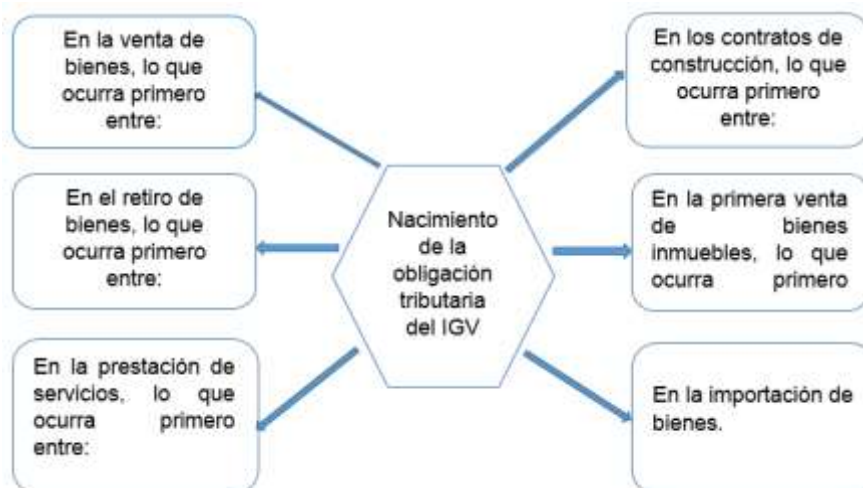 En la venta de
bienes, lo que
ocurra primero
entre:
En el retiro de
bienes, lo que
ocurra primero
entre:
En la prestación de
servicios, lo que
ocurra primero
entre:
Nacimiento
de la
obligación
tributaria
del IGV
En los contratos de
construcción, lo que
ocurra primero
entre:
En la primera venta
de bienes
inmuebles, lo que
ocurra primero
En la importación de
bienes.